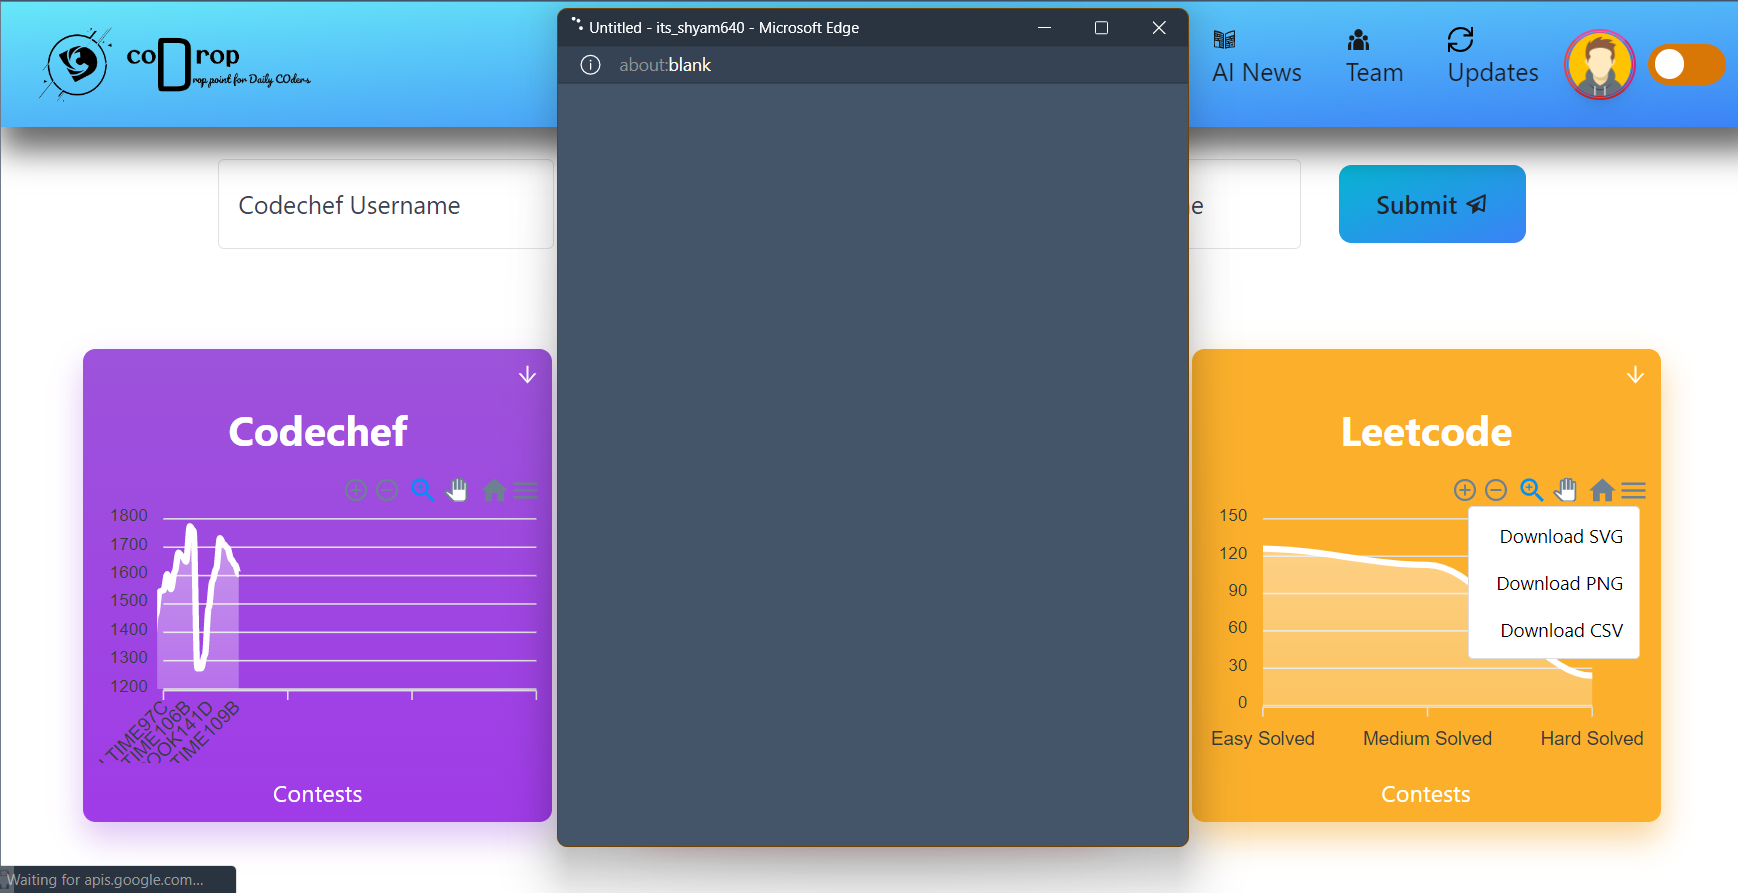 coDrop
rop point for Daily COders
Untitled - its_shyam640 - Microsoft Edge
about:blank
AI News
Team
Updates
Codechef Username
Submit
Codechef
1800
1700
1600
1500
1400
1300
1200
TIME97C
TIME106B
OOK141D
TIME109B
Contests
Leetcode
Download SVG
Download PNG
Download CSV
150
120
90
60
30
0
Easy Solved
Medium Solved
Hard Solved
Contests
Waiting for apis.google.com...